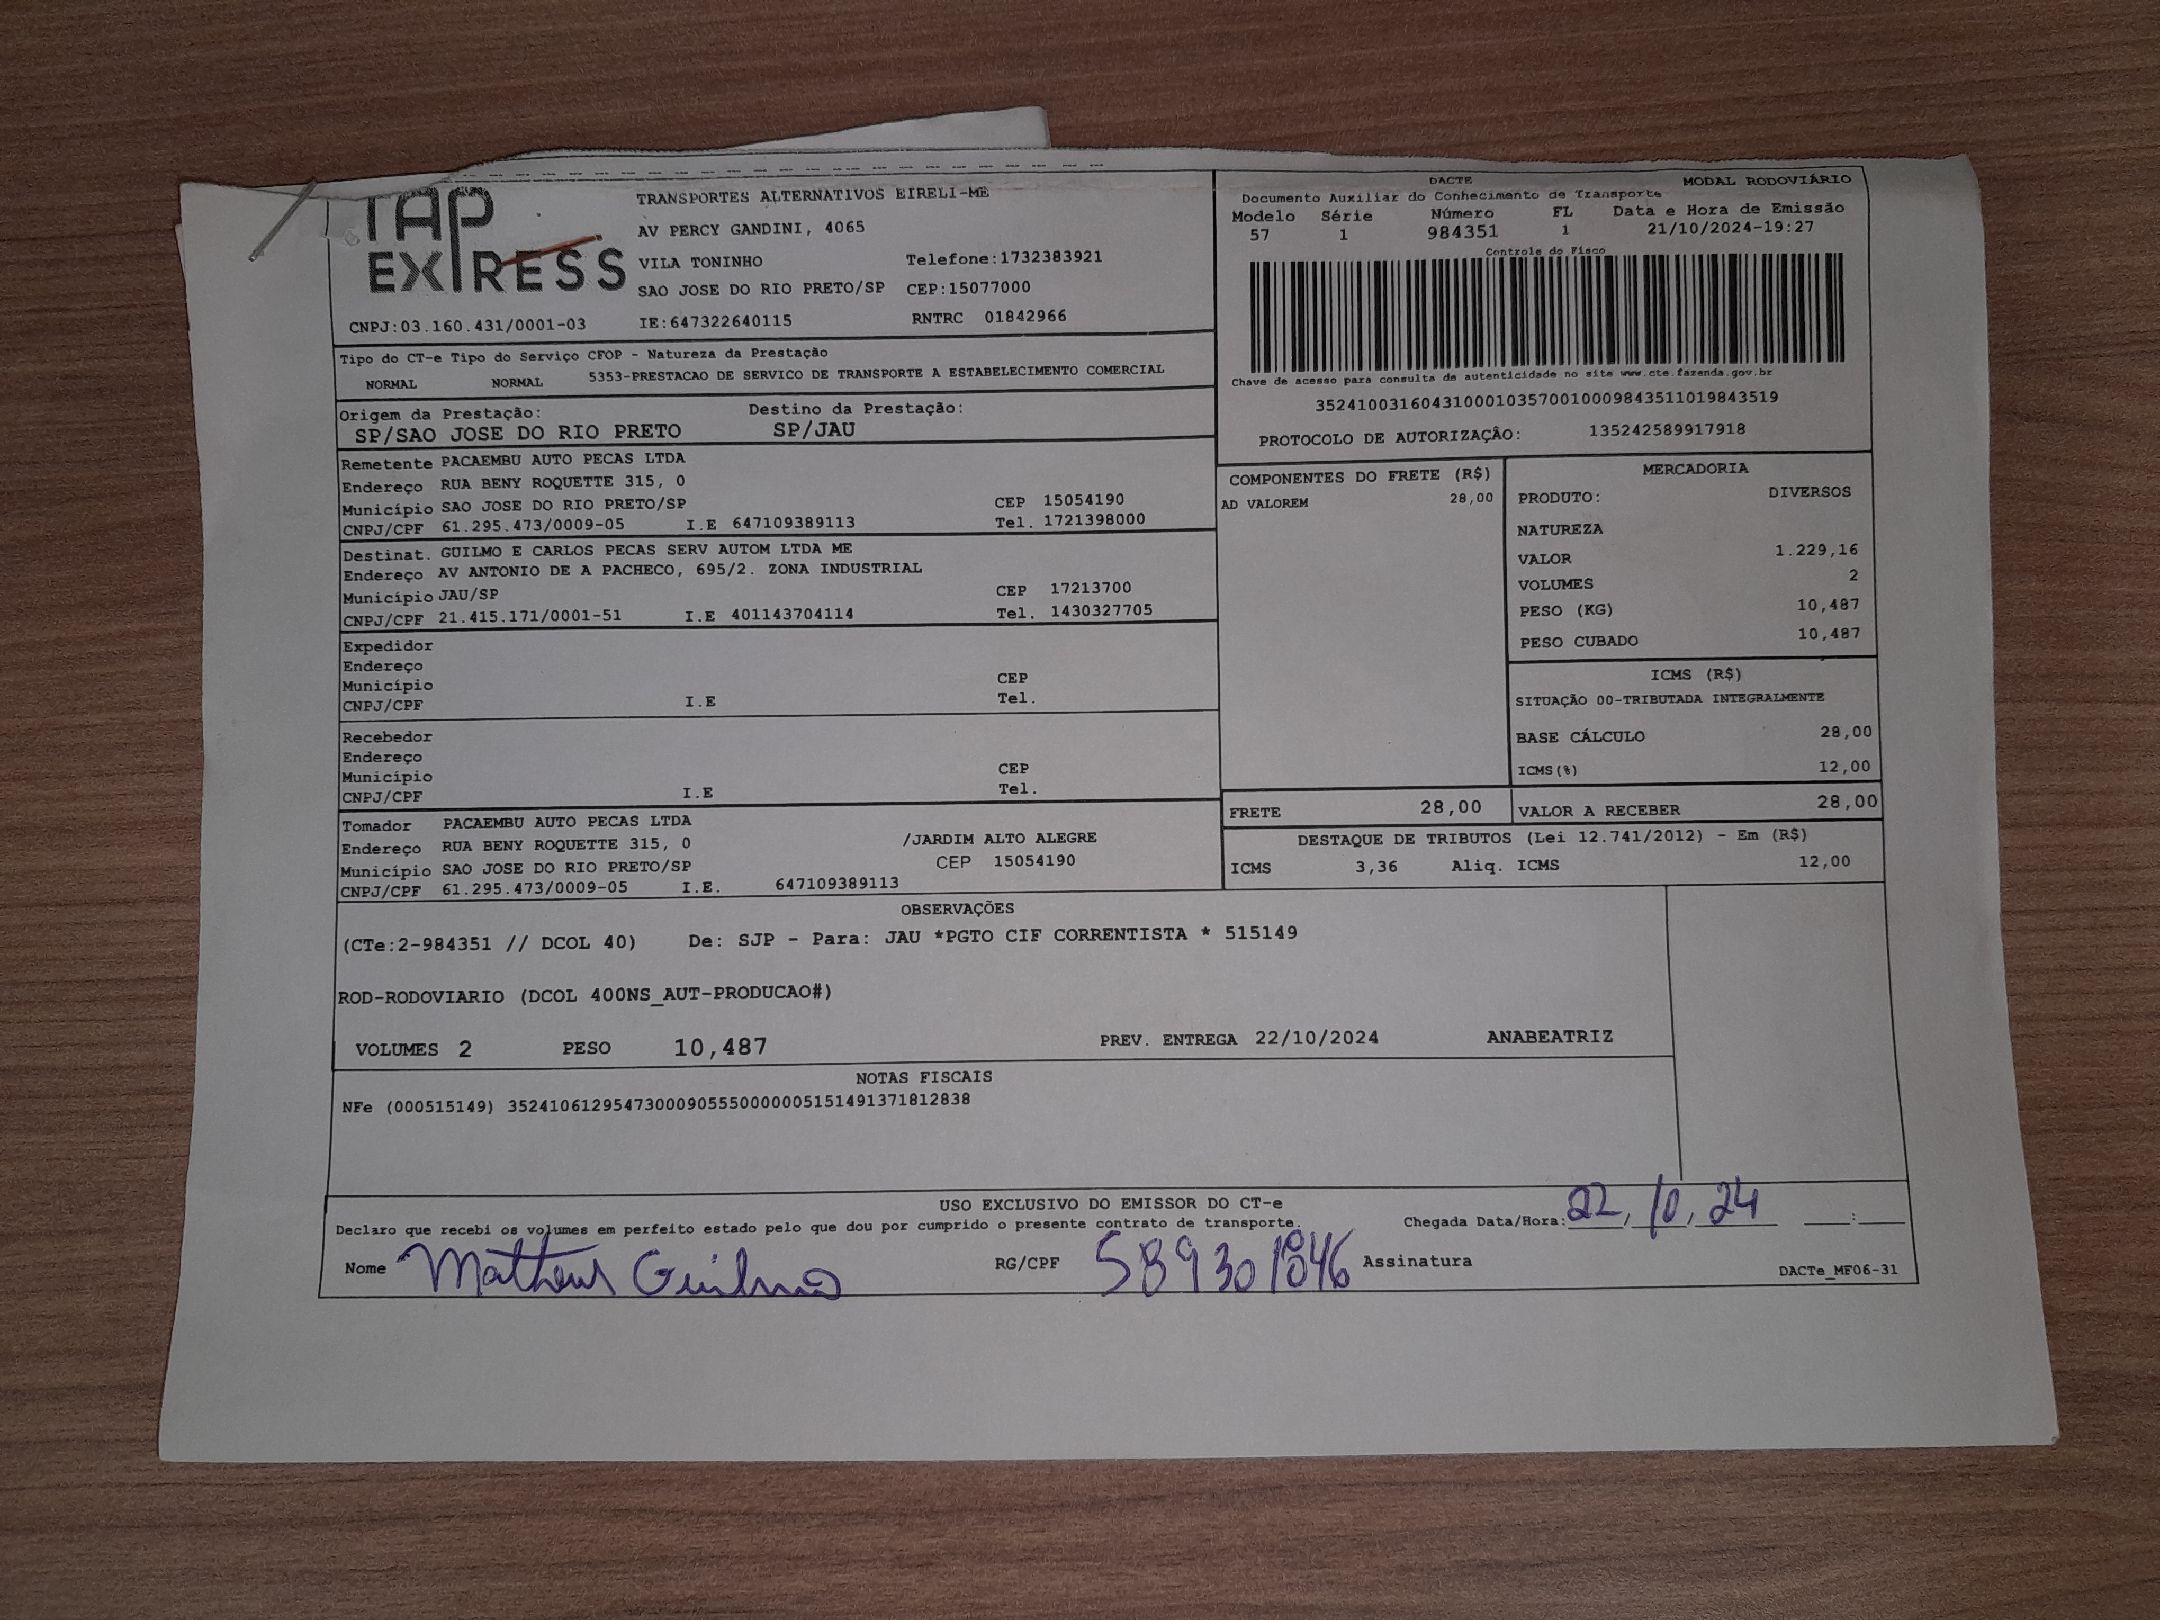 TAP
EXPRESS
TRANSPORTES ALTERNATIVOS EIRELI-ME
AV PERCY GANDINI, 4065
VILA TONINHO Telefone:1732383921
SAO JOSE DO RIO PRETO/SP CEP:15077000
CNPJ:03.160.431/0001-03 IE:647322640115 RNTRC 01842966
DACTE MODAL RODOVIÁRIO
Documento Auxiliar do Conhecimento de Transporte
Modelo Série Número FL Data e Hora de Emissão
57 1 984351 1 21/10/2024-19:27
Controle do Fisco
Chave de acesso para consulta de autenticidade no site www.cte.fazenda.gov.br
35241003160431000103570010009843511019843519
PROTOCOLO DE AUTORIZAÇÂO: 135242589917918
Tipo do CT-e Tipo do Serviço CFOP - Natureza da Prestação
NORMAL NORMAL 5353-PRESTACAO DE SERVICO DE TRANSPORTE A ESTABELECIMENTO COMERCIAL
Origem da Prestação: Destino da Prestação:
SP/SAO JOSE DO RIO PRETO SP/JAU
Remetente PACAEMBU AUTO PECAS LTDA
Endereço RUA BENY ROQUETTE 315, 0
Município SAO JOSE DO RIO PRETO/SP CEP 15054190
CNPJ/CPF 61.295.473/0009-05 I.E 647109389113 Tel. 1721398000
Destinat. GUILMO E CARLOS PECAS SERV AUTOM LTDA ME
Endereço AV ANTONIO DE A PACHECO, 695/2. ZONA INDUSTRIAL
Município JAU/SP CEP 17213700
CNPJ/CPF 21.415.171/0001-51 I.E 401143704114 Tel. 1430327705
Expedidor
Endereço
Município CEP
CNPJ/CPF I.E Tel.
Recebedor
Endereço
Município CEP
CNPJ/CPF I.E Tel.
Tomador PACAEMBU AUTO PECAS LTDA
Endereço RUA BENY ROQUETTE 315, 0 /JARDIM ALTO ALEGRE
Município SAO JOSE DO RIO PRETO/SP CEP 15054190
CNPJ/CPF 61.295.473/0009-05 I.E. 647109389113
COMPONENTES DO FRETE (R$)
AD VALOREM 28,00
MERCADORIA
PRODUTO: DIVERSOS
NATUREZA
VALOR 1.229,16
VOLUMES 2
PESO (KG) 10,487
PESO CUBADO 10,487
ICMS (R$)
SITUAÇÃO 00-TRIBUTADA INTEGRALMENTE
BASE CÁLCULO 28,00
ICMS(%) 12,00
FRETE 28,00 VALOR A RECEBER 28,00
DESTAQUE DE TRIBUTOS (Lei 12.741/2012) - Em (R$)
ICMS 3,36 Aliq. ICMS 12,00
OBSERVAÇÕES
(CTe:2-984351 // DCOL 40) De: SJP - Para: JAU *PGTO CIF CORRENTISTA * 515149
ROD-RODOVIARIO (DCOL 400NS_AUT-PRODUCAO#)
VOLUMES 2 PESO 10,487 PREV. ENTREGA 22/10/2024 ANABEATRIZ
NOTAS FISCAIS
NFe (000515149) 35241061295473000905550000005151491371812838
USO EXCLUSIVO DO EMISSOR DO CT-e
Declaro que recebi os volumes em perfeito estado pelo que dou por cumprido o presente contrato de transporte. Chegada Data/Hora: 22/10/24 __:__
Nome Matheus Guilmo RG/CPF Assinatura
DACTe_MF06-31